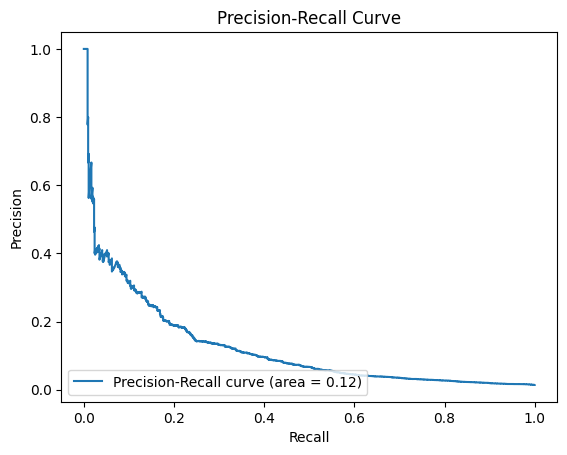 Precision-Recall Curve
1.0
0.8
0.6
0.4
0.2
0.0
Precision
Precision-Recall curve (area = 0.12)
0.0 0.2 0.4 0.6 0.8 1.0
Recall